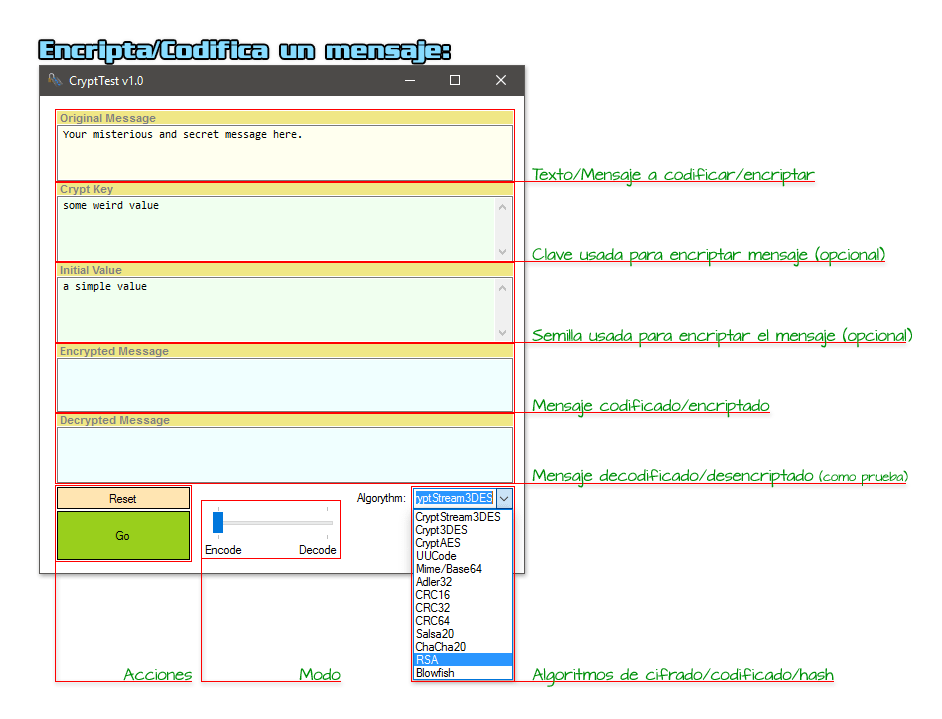 Encripta/Codifica un mensaje:
CryptTest v1.0
Original Message
Your misterious and secret message here.
Texto/Mensaje a codificar/encriptar
Crypt Key
some weird value
Clave usada para encriptar mensaje (opcional)
Initial Value
a simple value
Semilla usada para encriptar el mensaje (opcional)
Encrypted Message
Mensaje codificado/encriptado
Decrypted Message
Mensaje decodificado/desencriptado (como prueba)
Reset
Go
Encode Decode
Algorythm: ryptStream3DES
CryptStream3DES
Crypt3DES
CryptAES
UUCode
Mime/Base64
Adler32
CRC16
CRC32
CRC64
Salsa20
ChaCha20
RSA
Blowfish
Acciones
Modo
Algoritmos de cifrado/codificado/hash